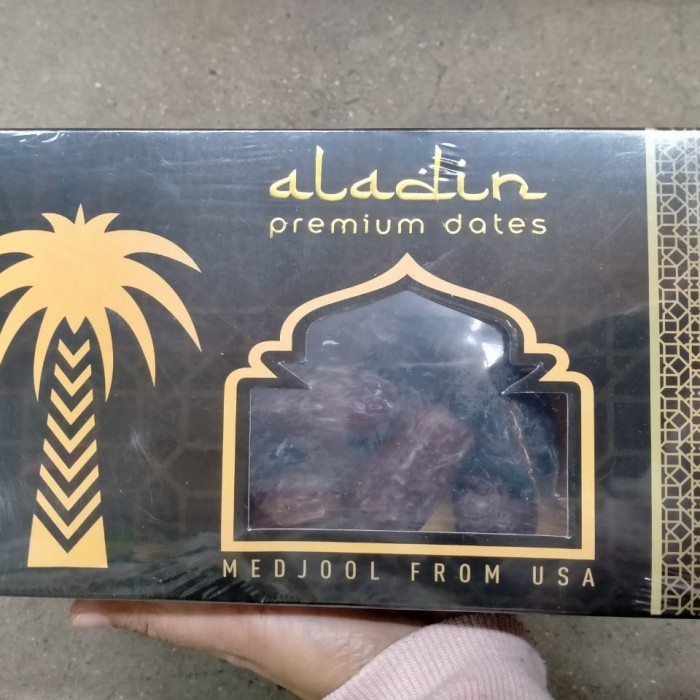 aladin
premium dates
MEDJOOL FROM USA